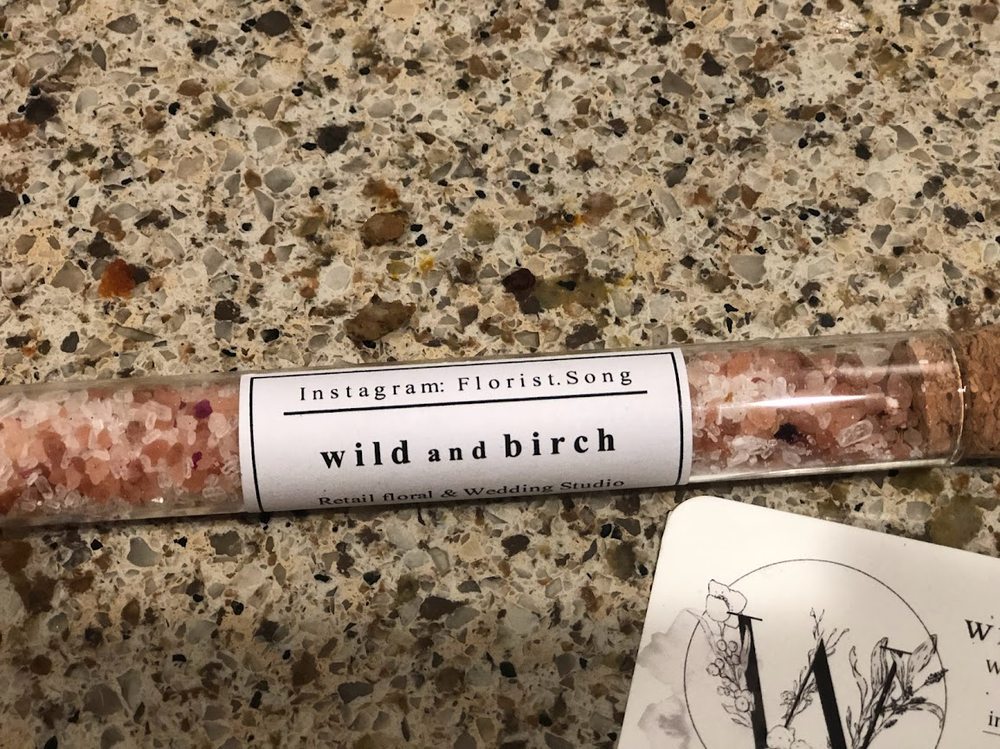 Instagram: Florist.Song
wild and birch
Retail floral & Wedding Studio
W